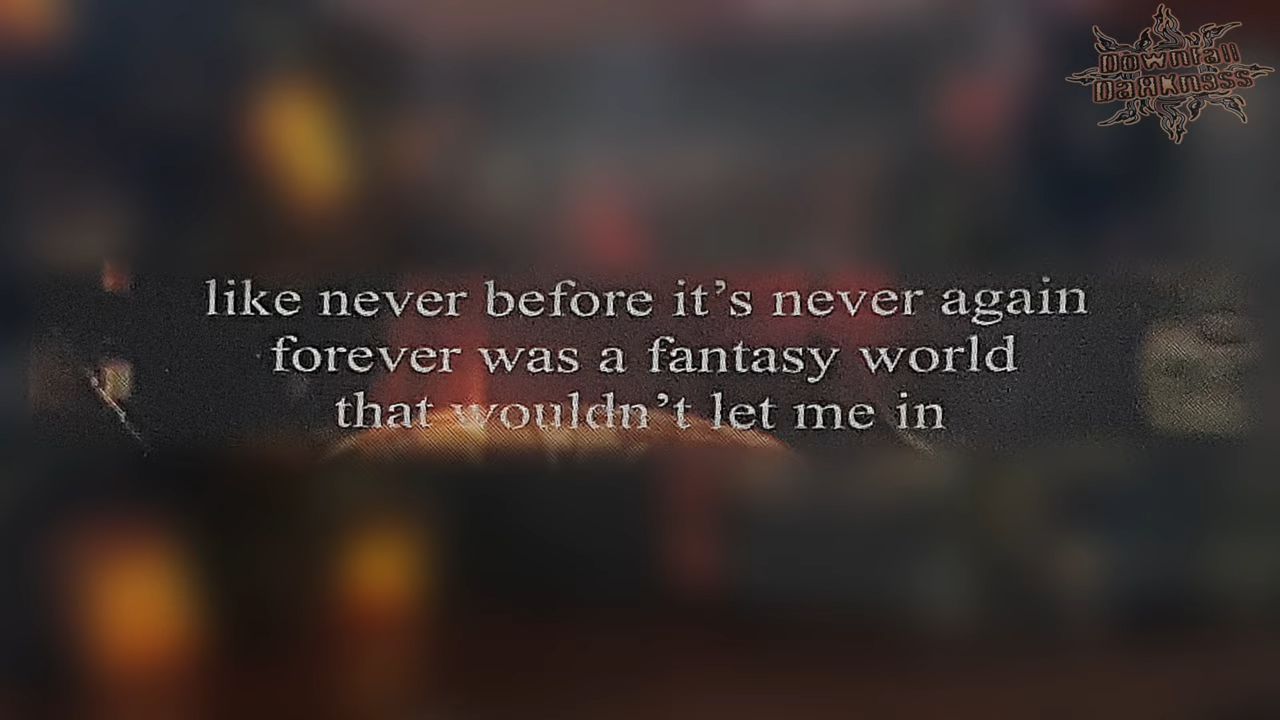 DOWNfall
DaRKNess
like never before it's never again
forever was a fantasy world
that wouldn't let me in